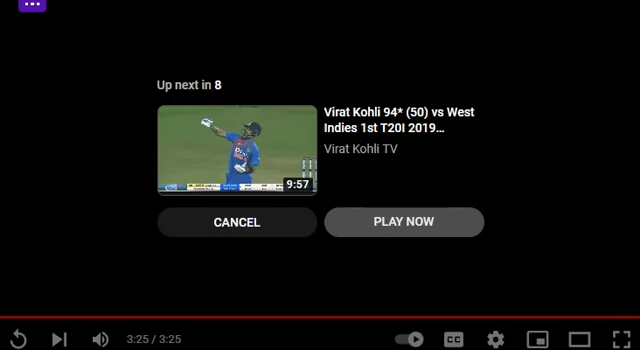 Up next in 8
Virat Kohli 94* (50) vs West
Indies 1st T20I 2019...
Virat Kohli TV
9:57
CANCEL
PLAY NOW
3:25 / 3:25
CC